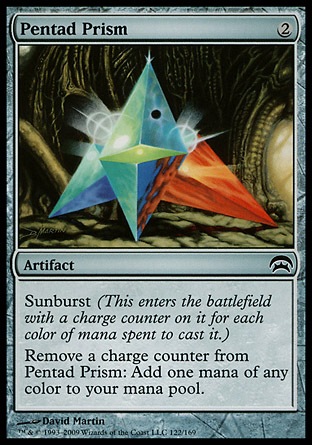 Pentad Prism 2
D. MARTIN
Artifact
Sunburst (This enters the battlefield
with a charge counter on it for each
color of mana spent to cast it.)
Remove a charge counter from
Pentad Prism: Add one mana of any
color to your mana pool.
David Martin
™ & © 1993–2009 Wizards of the Coast LLC 122/169